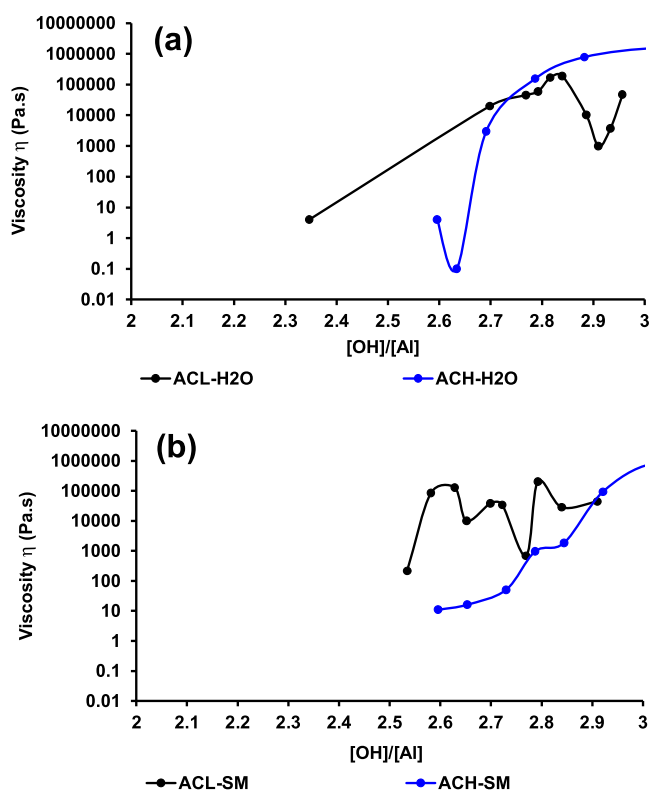 (a)
Viscosity η (Pa.s)
10000000
1000000
100000
10000
1000
100
10
1
0.1
0.01
2 2.1 2.2 2.3 2.4 2.5 2.6 2.7 2.8 2.9 3
[OH]/[Al]
ACL-H2O ACH-H2O
(b)
Viscosity η (Pa.s)
10000000
1000000
100000
10000
1000
100
10
1
0.1
0.01
2 2.1 2.2 2.3 2.4 2.5 2.6 2.7 2.8 2.9 3
[OH]/[Al]
ACL-SM ACH-SM